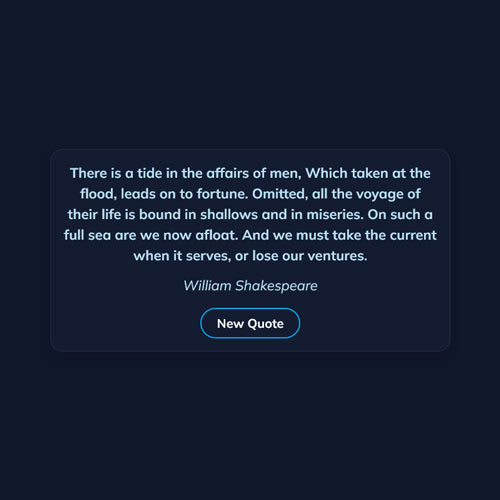 There is a tide in the affairs of men, Which taken at the
flood, leads on to fortune. Omitted, all the voyage of
their life is bound in shallows and in miseries. On such a
full sea are we now afloat. And we must take the current
when it serves, or lose our ventures.
William Shakespeare
New Quote